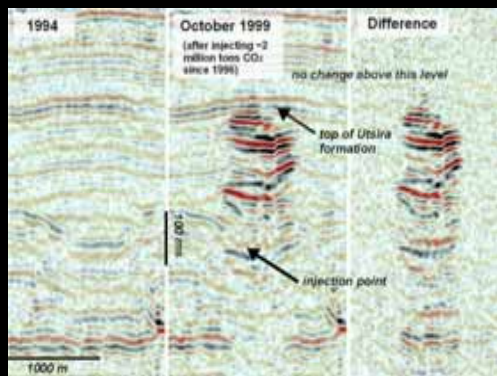 1994
October 1999
(after injecting ~2
million tons CO₂
since 1996)
Difference
no change above this level
top of Utsira
formation
100 ms
injection point
1000 m